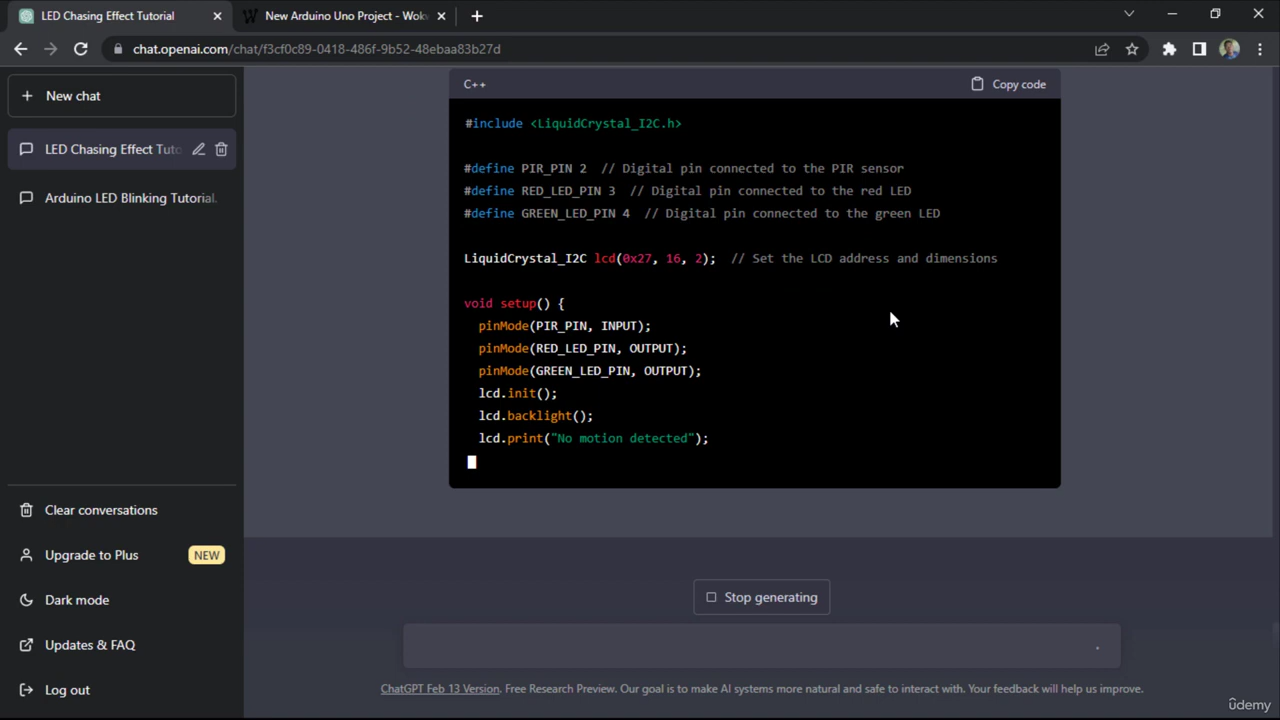 LED Chasing Effect Tutorial
New Arduino Uno Project - Wok
chat.openai.com/chat/f3cf0c89-0418-486f-9b52-48ebaa83b27d
New chat
LED Chasing Effect Tuto
Arduino LED Blinking Tutorial.
Clear conversations
Upgrade to Plus NEW
Dark mode
Updates & FAQ
Log out
C++ Copy code
#include <LiquidCrystal_I2C.h>
#define PIR_PIN 2 // Digital pin connected to the PIR sensor
#define RED_LED_PIN 3 // Digital pin connected to the red LED
#define GREEN_LED_PIN 4 // Digital pin connected to the green LED
LiquidCrystal_I2C lcd(0x27, 16, 2); // Set the LCD address and dimensions
void setup() {
pinMode(PIR_PIN, INPUT);
pinMode(RED_LED_PIN, OUTPUT);
pinMode(GREEN_LED_PIN, OUTPUT);
lcd.init();
lcd.backlight();
lcd.print("No motion detected");
Stop generating
ChatGPT Feb 13 Version. Free Research Preview. Our goal is to make AI systems more natural and safe to interact with. Your feedback will help us improve.
ûdemy